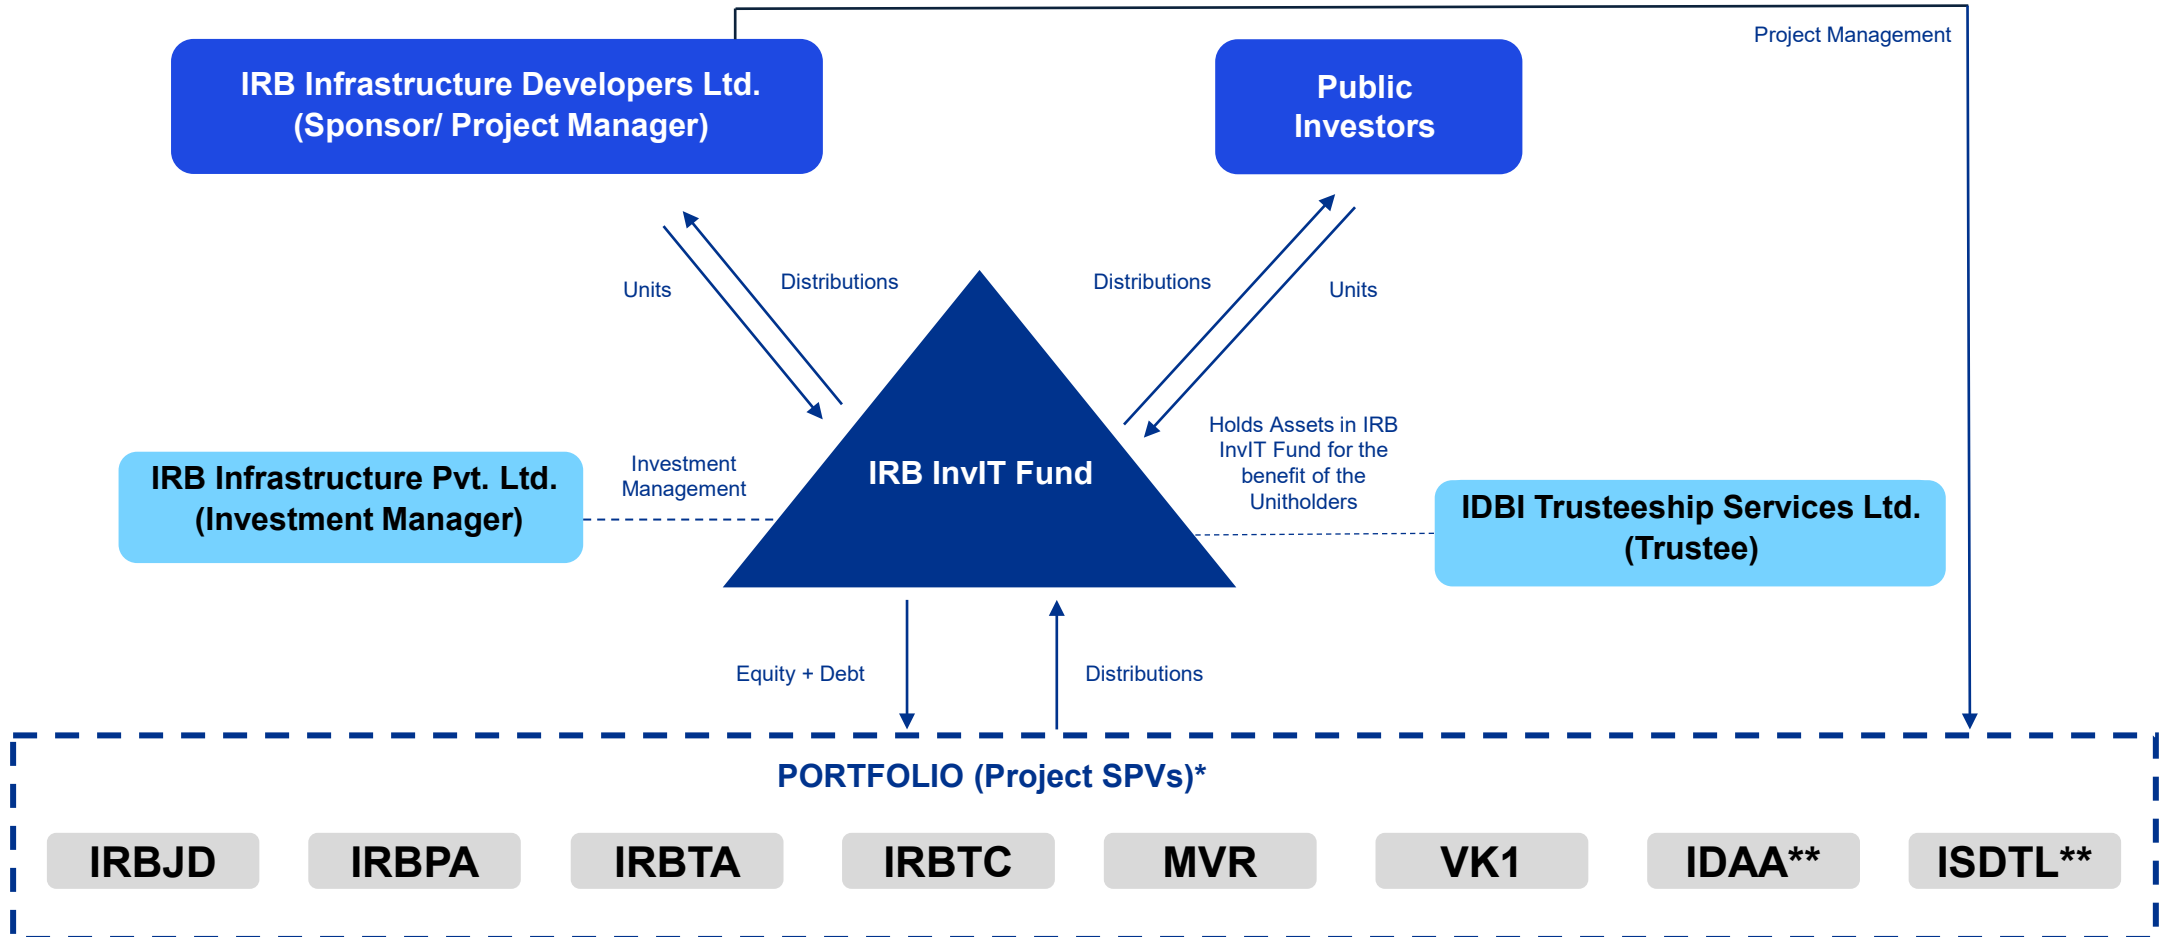 Project Management
IRB Infrastructure Developers Ltd.
(Sponsor/ Project Manager)
Public
Investors
Units
Distributions
Distributions
Units
IRB Infrastructure Pvt. Ltd.
(Investment Manager)
Investment
Management
IRB InvIT Fund
Holds Assets in IRB
InvIT Fund for the
benefit of the
Unitholders
IDBI Trusteeship Services Ltd.
(Trustee)
Equity + Debt
Distributions
PORTFOLIO (Project SPVs)*
IRBJD
IRBPA
IRBTA
IRBTC
MVR
VK1
IDAA**
ISDTL**